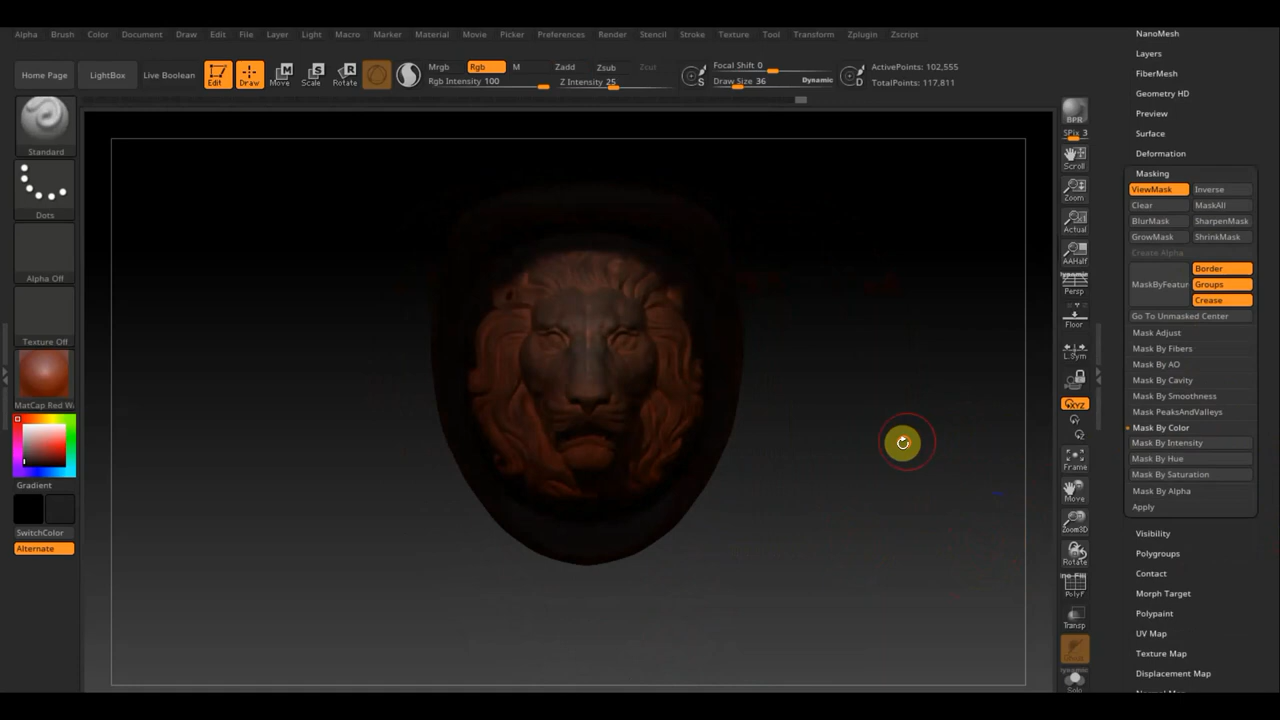 Alpha Brush Color Document Draw Edit File Layer Light Macro Marker Material Movie Picker Preferences Render Stencil Stroke Texture Tool Transform Zplugin Zscript
Home Page LightBox Live Boolean Edit Draw Move Scale Rotate
Mrgb Rgb M Zadd Zsub Zcut
Rgb Intensity 100 Z Intensity 25
Focal Shift 0
Draw Size 36 Dynamic
ActivePoints: 102,555
TotalPoints: 117,811
Standard
Dots
Alpha Off
Texture Off
MatCap Red W
Gradient
SwitchColor
Alternate
BPR
SPix 3
Scroll
Zoom
Actual
AAHalf
Dynamic
Persp
Floor
L.Sym
XYZ
Frame
Move
Zoom3D
Rotate
PolyF
Transp
Dynamic
Solo
NanoMesh
Layers
FiberMesh
Geometry HD
Preview
Surface
Deformation
Masking
ViewMask Inverse
Clear MaskAll
BlurMask SharpenMask
GrowMask ShrinkMask
Create Alpha
MaskByFeatur
Border
Groups
Crease
Go To Unmasked Center
Mask Adjust
Mask By Fibers
Mask By AO
Mask By Cavity
Mask By Smoothness
Mask PeaksAndValleys
Mask By Color
Mask By Intensity
Mask By Hue
Mask By Saturation
Mask By Alpha
Apply
Visibility
Polygroups
Contact
Morph Target
Polypaint
UV Map
Texture Map
Displacement Map